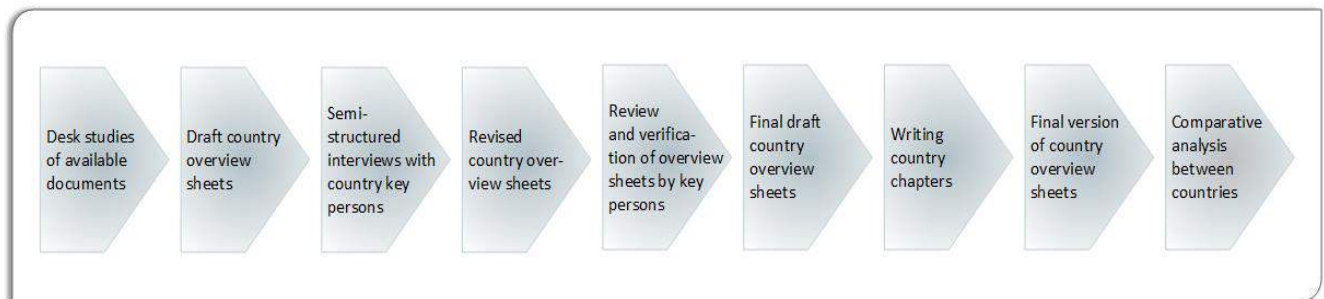 Desk studies
of available
documents
Draft country
overview
sheets
Semi-
structured
interviews with
country key
persons
Revised
country over-
view sheets
Review
and verifica-
tion of overview
sheets by key
persons
Final draft
country
overview
sheets
Writing
country
chapters
Final version
of country
overview
sheets
Comparative
analysis
between
countries